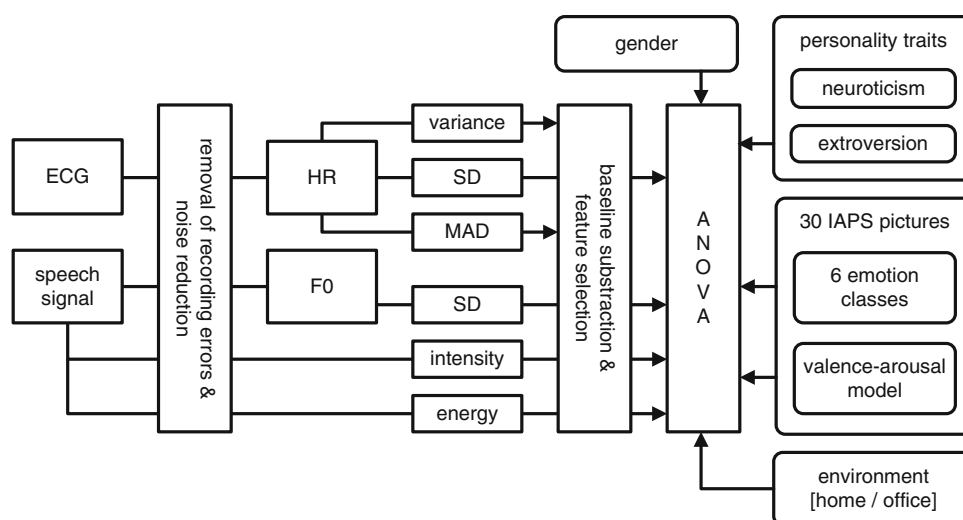 gender
personality traits
neuroticism
extroversion
ECG
speech
signal
removal of recording errors &
noise reduction
HR
F0
variance
SD
MAD
SD
intensity
energy
baseline substraction &
feature selection
A
N
O
V
A
30 IAPS pictures
6 emotion
classes
valence-arousal
model
environment
[home / office]